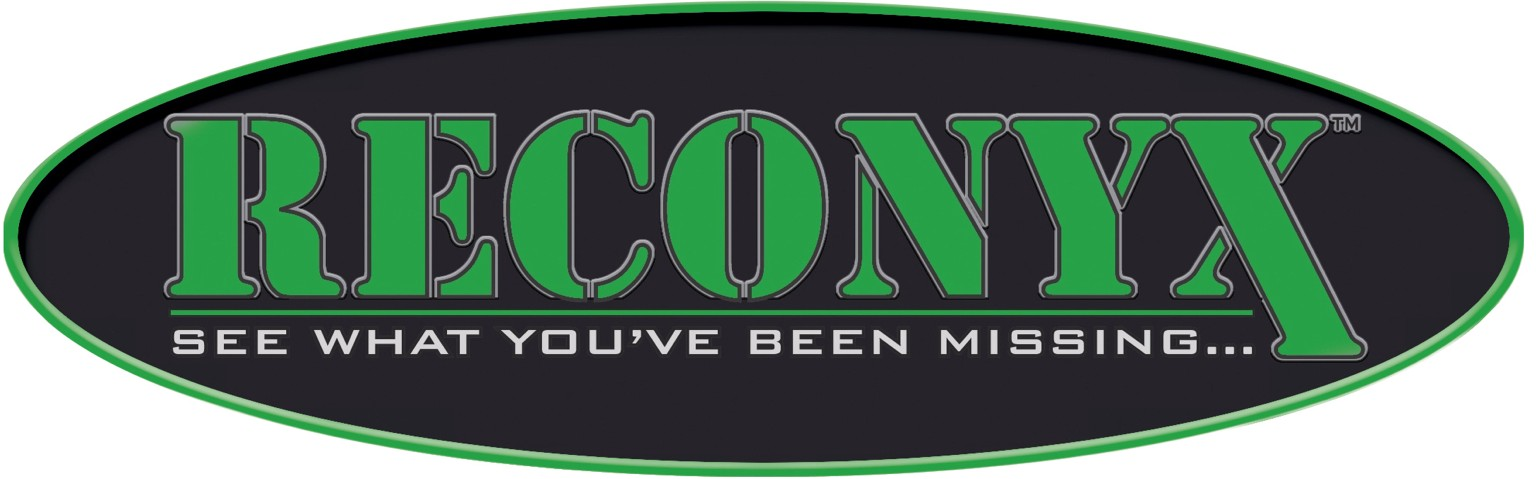 RECONYX™
SEE WHAT YOU'VE BEEN MISSING...